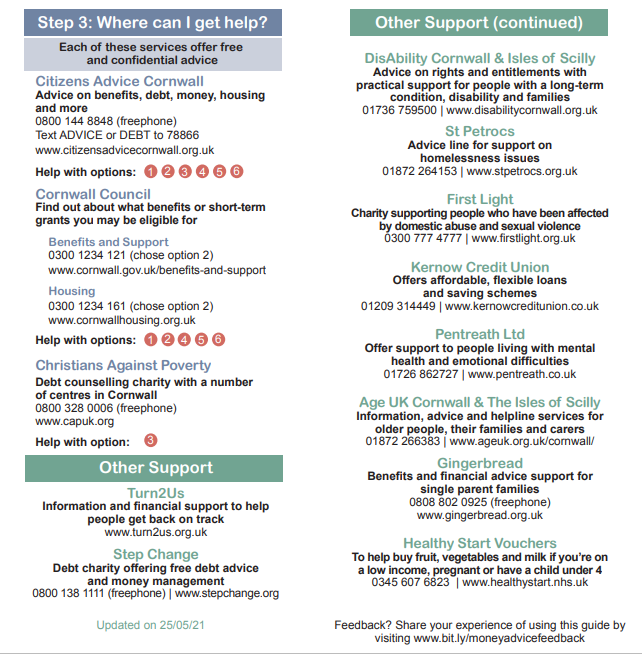 Step 3: Where can I get help?
Each of these services offer free
and confidential advice
Citizens Advice Cornwall
Advice on benefits, debt, money, housing
and more
0800 144 8848 (freephone)
Text ADVICE or DEBT to 78866
www.citizensadvicecornwall.org.uk
Help with options: 1 2 3 4 5 6
Cornwall Council
Find out about what benefits or short-term
grants you may be eligible for
Benefits and Support
0300 1234 121 (chose option 2)
www.cornwall.gov.uk/benefits-and-support
Housing
0300 1234 161 (chose option 2)
www.cornwallhousing.org.uk
Help with options: 1 2 4 5 6
Christians Against Poverty
Debt counselling charity with a number
of centres in Cornwall
0800 328 0006 (freephone)
www.capuk.org
Help with option: 3
Other Support
Turn2Us
Information and financial support to help
people get back on track
www.turn2us.org.uk
Step Change
Debt charity offering free debt advice
and money management
0800 138 1111 (freephone) | www.stepchange.org
Updated on 25/05/21
Other Support (continued)
DisAbility Cornwall & Isles of Scilly
Advice on rights and entitlements with
practical support for people with a long-term
condition, disability and families
01736 759500 | www.disabilitycornwall.org.uk
St Petrocs
Advice line for support on
homelessness issues
01872 264153 | www.stpetrocs.org.uk
First Light
Charity supporting people who have been affected
by domestic abuse and sexual violence
0300 777 4777 | www.firstlight.org.uk
Kernow Credit Union
Offers affordable, flexible loans
and saving schemes
01209 314449 | www.kernowcreditunion.co.uk
Pentreath Ltd
Offer support to people living with mental
health and emotional difficulties
01726 862727 | www.pentreath.co.uk
Age UK Cornwall & The Isles of Scilly
Information, advice and helpline services for
older people, their families and carers
01872 266383 | www.ageuk.org.uk/cornwall/
Gingerbread
Benefits and financial advice support for
single parent families
0808 802 0925 (freephone)
www.gingerbread.org.uk
Healthy Start Vouchers
To help buy fruit, vegetables and milk if you're on
a low income, pregnant or have a child under 4
0345 607 6823 | www.healthystart.nhs.uk
Feedback? Share your experience of using this guide by
visiting www.bit.ly/moneyadvicefeedback